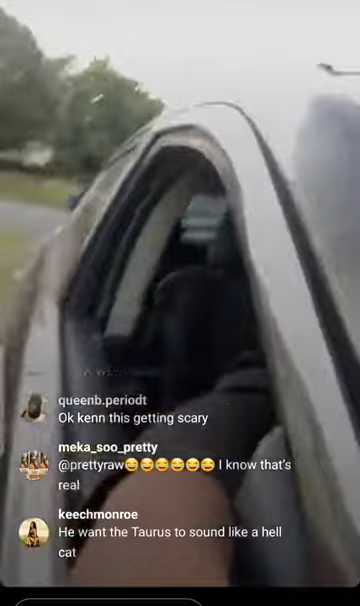 queenb.periodt
Ok kenn this getting scary
meka_soo_pretty
@prettyraw😂😂😂😂😂😂 I know that's
real
keechmonroe
He want the Taurus to sound like a hell
cat